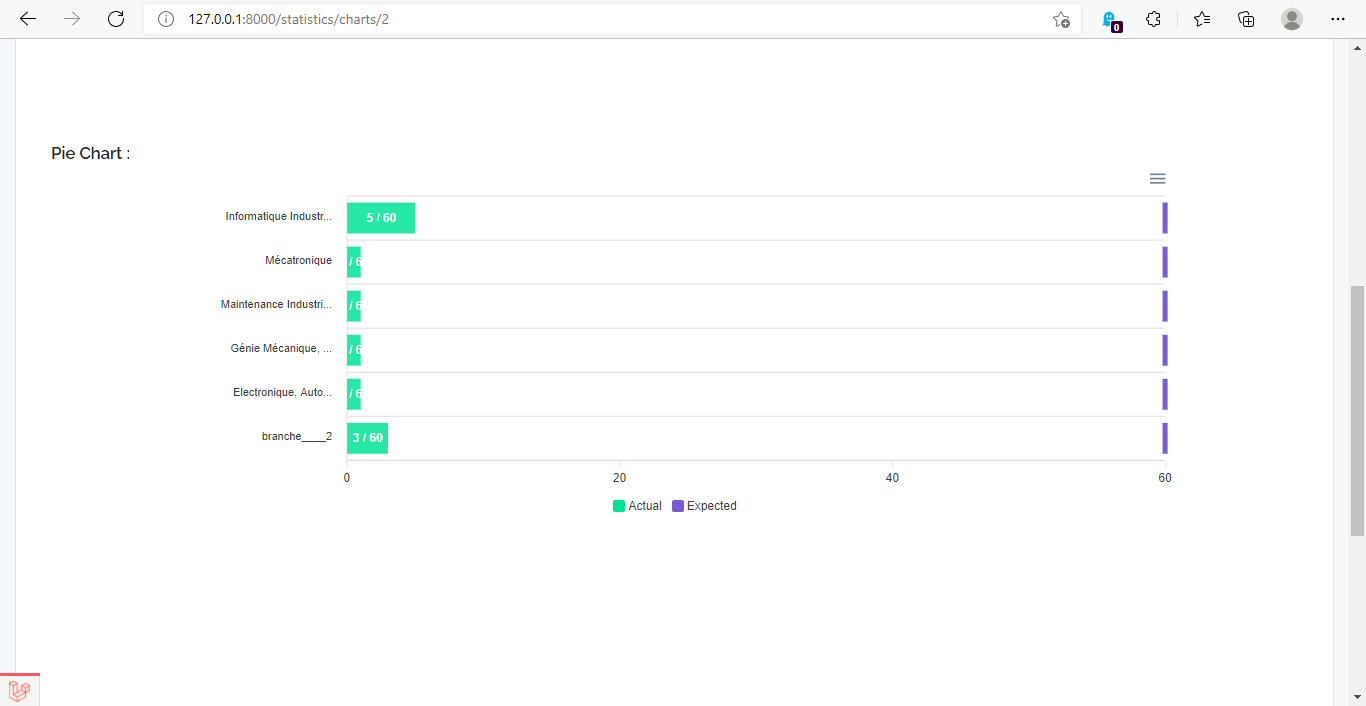 127.0.0.1:8000/statistics/charts/2
0
Pie Chart :
Informatique Industr... 5 / 60
Mécatronique / 6
Maintenance Industri... / 6
Génie Mécanique, ... / 6
Electronique, Auto... / 6
branche____2 3 / 60
0 20 40 60
Actual Expected